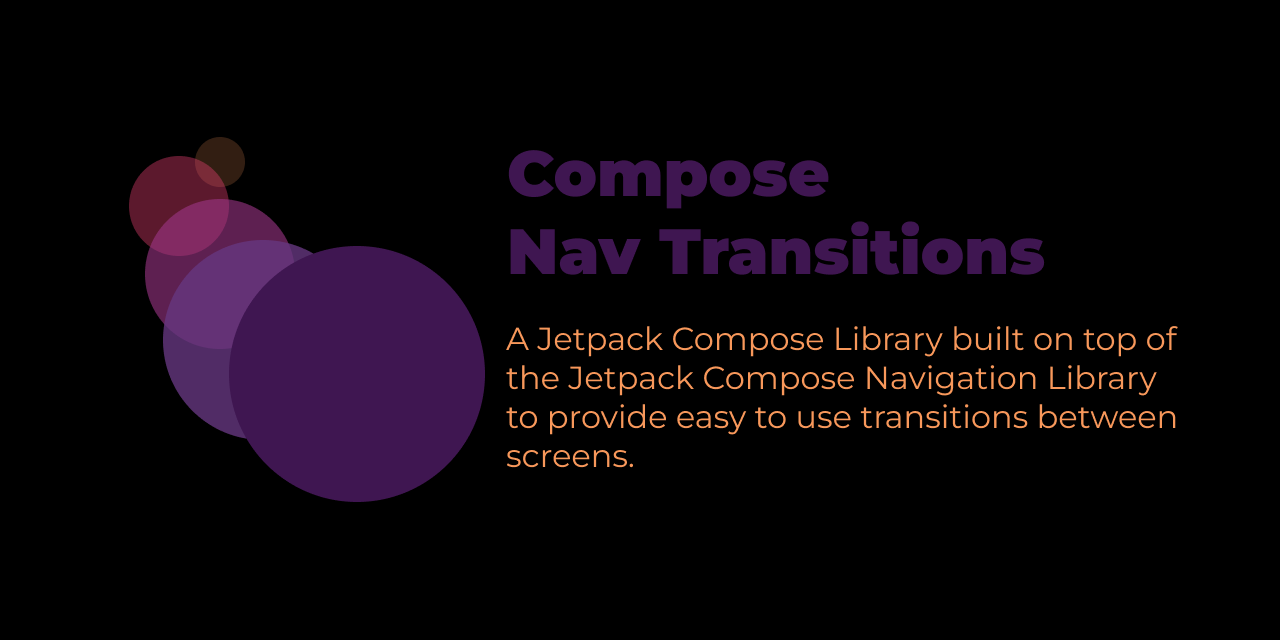 Compose
Nav Transitions
A Jetpack Compose Library built on top of
the Jetpack Compose Navigation Library
to provide easy to use transitions between
screens.